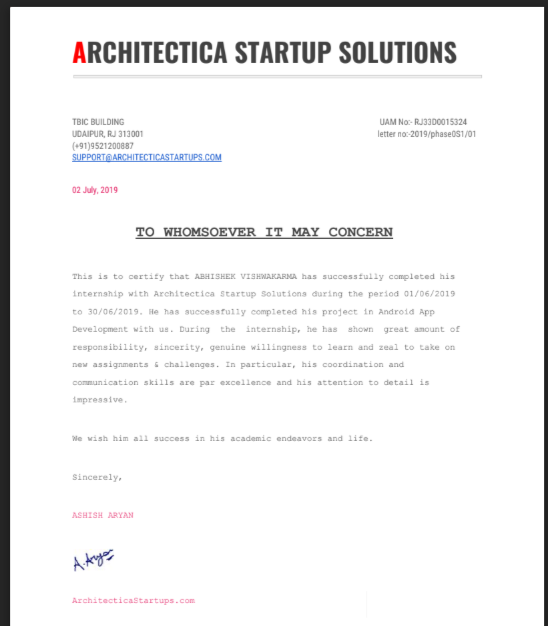 ARCHITECTICA STARTUP SOLUTIONS
TBIC BUILDING
UDAIPUR, RJ 313001
(+91)9521200887
SUPPORT@ARCHITECTICASTARTUPS.COM
UAM No:- RJ33D0015324
letter no:-2019/phase0S1/01
02 July, 2019
TO WHOMSOEVER IT MAY CONCERN
This is to certify that ABHISHEK VISHWAKARMA has successfully completed his
internship with Architectica Startup Solutions during the period 01/06/2019
to 30/06/2019. He has successfully completed his project in Android App
Development with us. During the internship, he has shown great amount of
responsibility, sincerity, genuine willingness to learn and zeal to take on
new assignments & challenges. In particular, his coordination and
communication skills are par excellence and his attention to detail is
impressive.
We wish him all success in his academic endeavors and life.
Sincerely,
ASHISH ARYAN
A.Aryan
ArchitecticaStartups.com